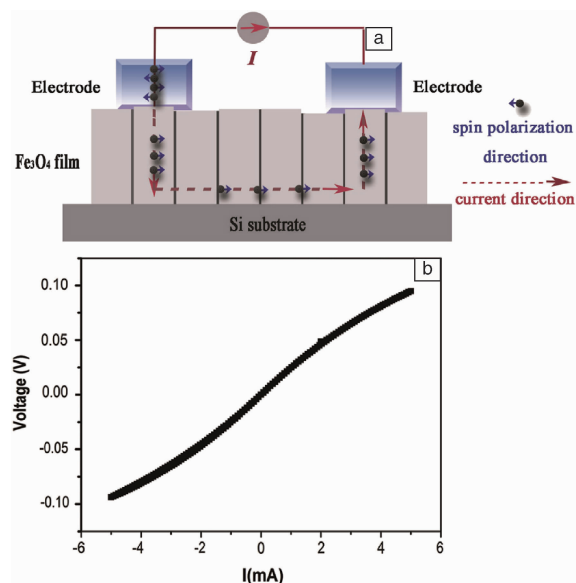 a
I
Electrode
Electrode
Fe₃O₄ film
spin polarization
direction
current direction
Si substrate
b
Voltage (V)
0.10
0.05
0.00
-0.05
-0.10
-6
-4
-2
0
2
4
6
I(mA)